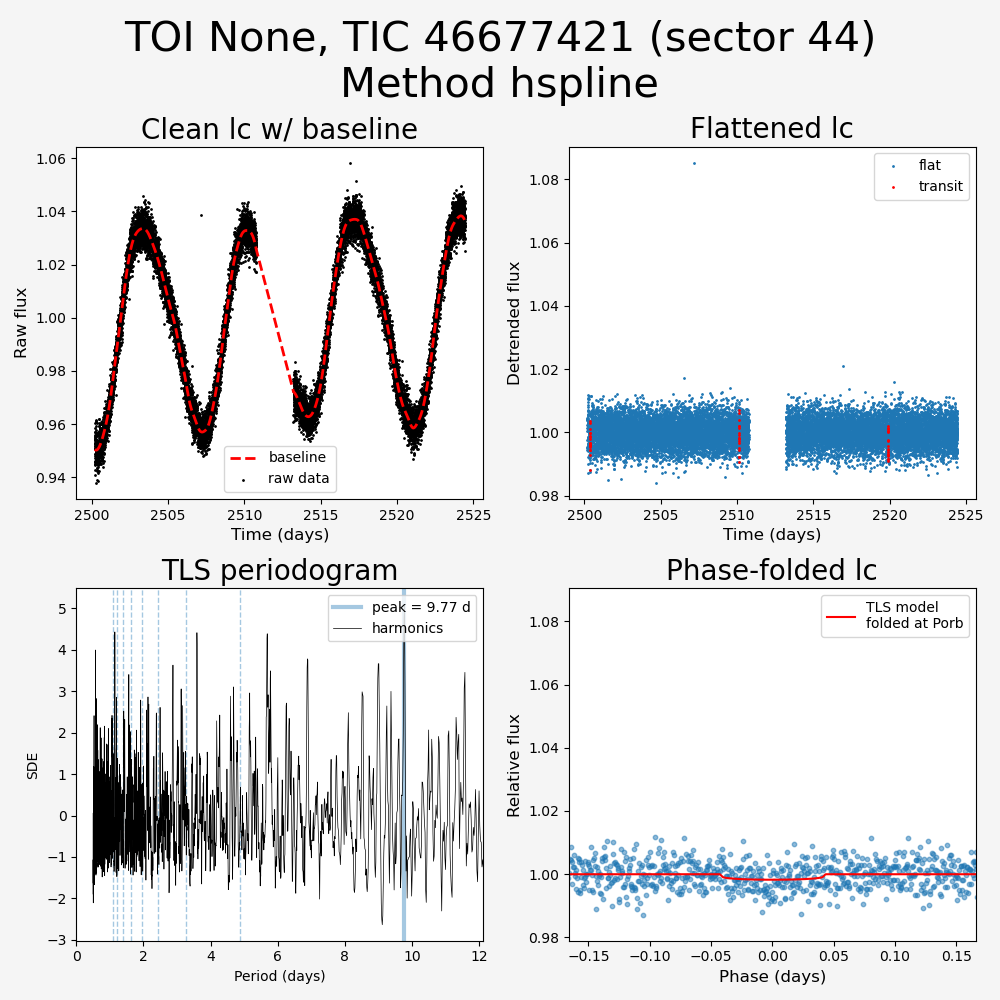 TOI None, TIC 46677421 (sector 44)
Method hspline
Clean lc w/ baseline
Raw flux
1.06
1.04
1.02
1.00
0.98
0.96
0.94
baseline
raw data
2500 2505 2510 2515 2520 2525
Time (days)
Flattened lc
Detrended flux
1.08
1.06
1.04
1.02
1.00
0.98
flat
transit
2500 2505 2510 2515 2520 2525
Time (days)
TLS periodogram
SDE
5
4
3
2
1
0
−1
−2
−3
peak = 9.77 d
harmonics
0 2 4 6 8 10 12
Period (days)
Phase-folded lc
Relative flux
1.08
1.06
1.04
1.02
1.00
0.98
TLS model
folded at Porb
−0.15 −0.10 −0.05 0.00 0.05 0.10 0.15
Phase (days)